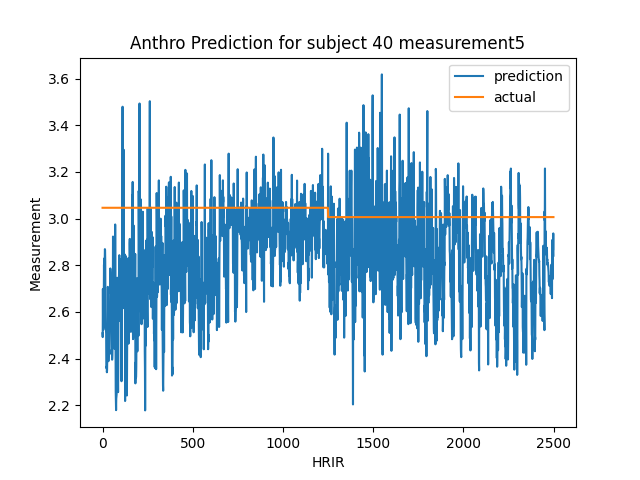 Anthro Prediction for subject 40 measurement5
prediction
actual
3.6
3.4
3.2
3.0
2.8
2.6
2.4
2.2
Measurement
0 500 1000 1500 2000 2500
HRIR